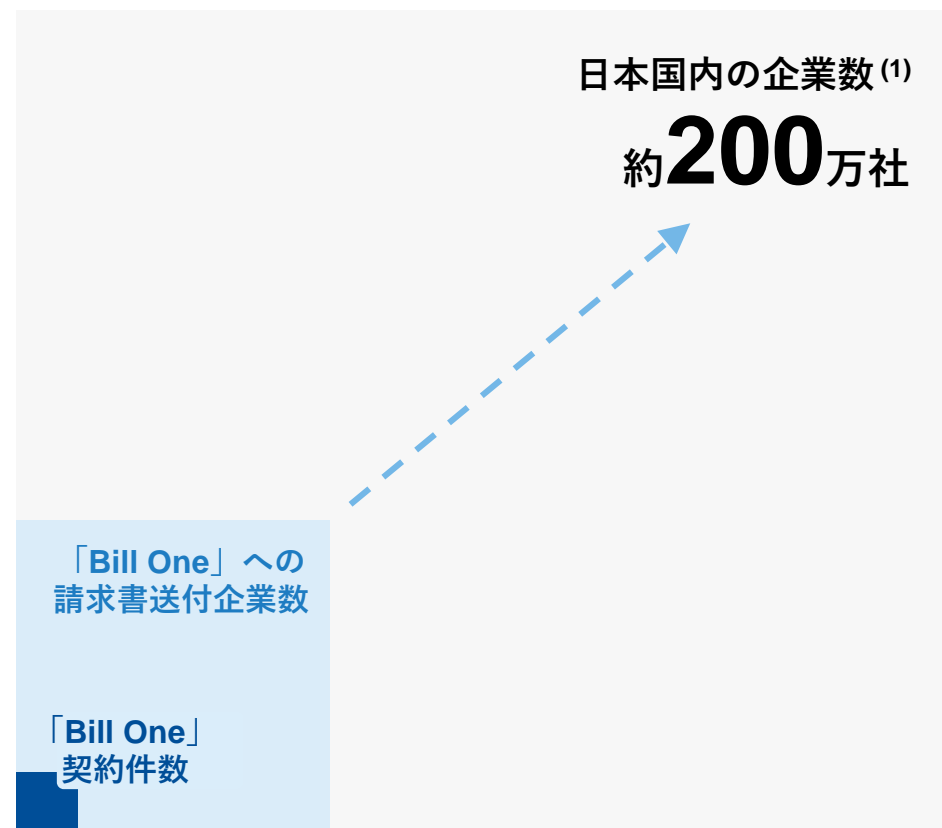 日本国内の企業数(1)
約200万社
「Bill One」への
請求書送付企業数
「Bill One」
契約件数